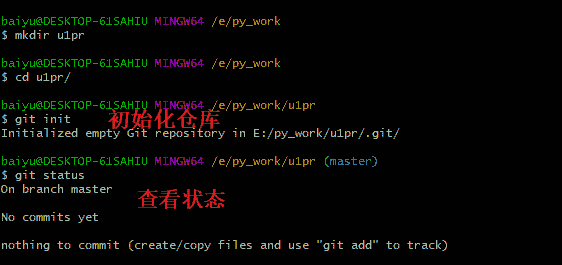 baiyu@DESKTOP-61SAHIU MINGW64 /e/py_work
$ mkdir u1pr
baiyu@DESKTOP-61SAHIU MINGW64 /e/py_work
$ cd u1pr/
baiyu@DESKTOP-61SAHIU MINGW64 /e/py_work/u1pr
$ git init 初始化仓库
Initialized empty Git repository in E:/py_work/u1pr/.git/
baiyu@DESKTOP-61SAHIU MINGW64 /e/py_work/u1pr (master)
$ git status
On branch master
查看状态
No commits yet
nothing to commit (create/copy files and use "git add" to track)